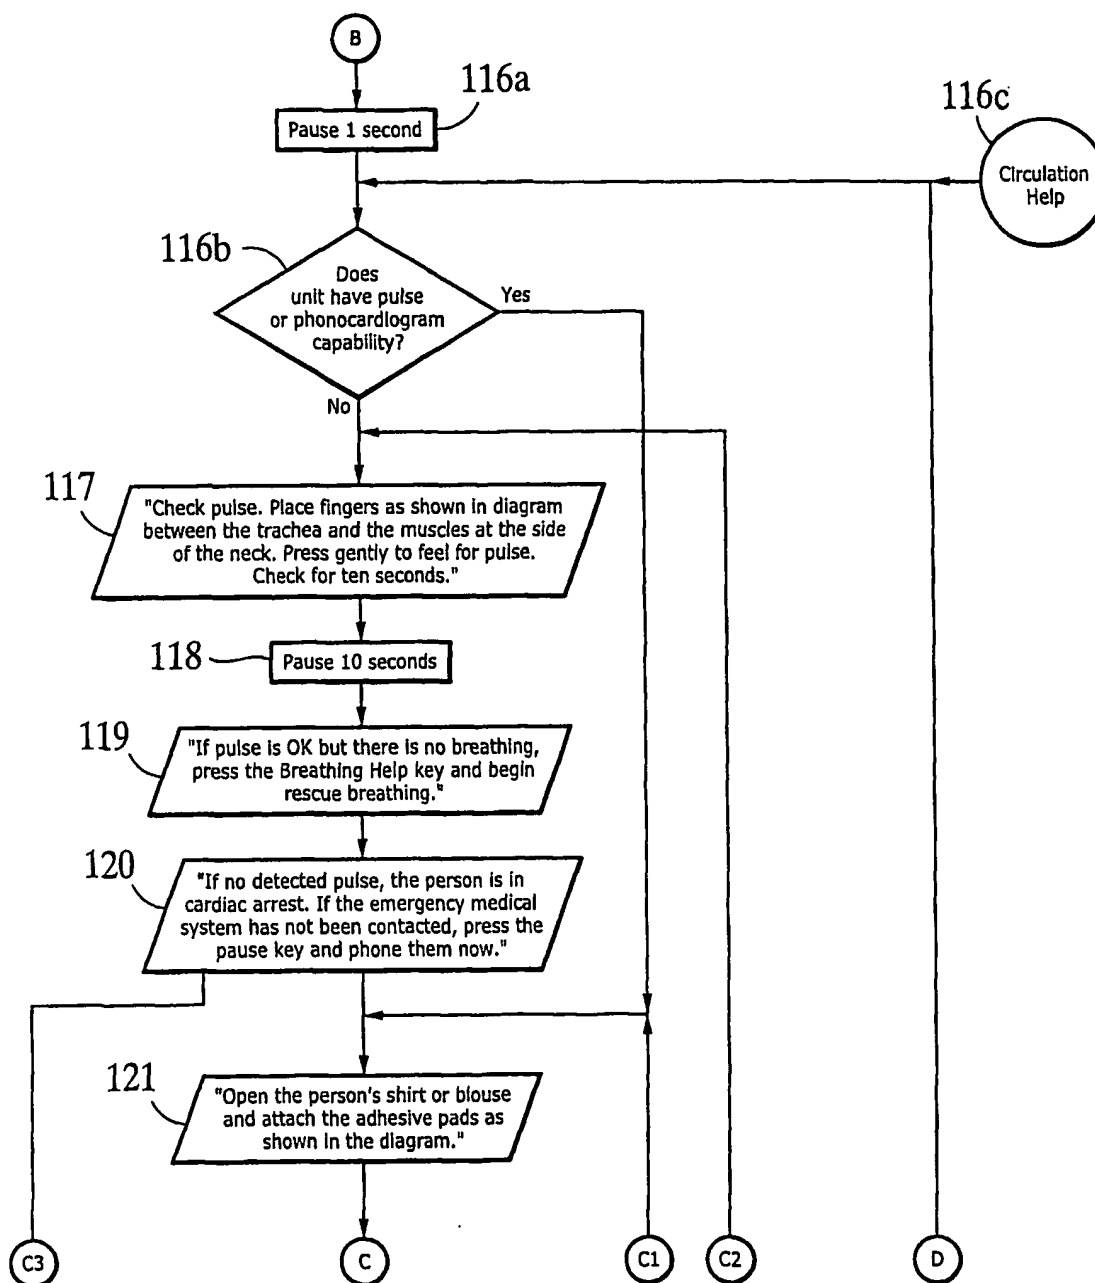 B
116a
Pause 1 second
116c
Circulation
Help
116b
Does
unit have pulse
or phonocardiogram
capability?
Yes
No
117
"Check pulse. Place fingers as shown in diagram
between the trachea and the muscles at the side
of the neck. Press gently to feel for pulse.
Check for ten seconds."
118
Pause 10 seconds
119
"If pulse is OK but there is no breathing,
press the Breathing Help key and begin
rescue breathing."
120
"If no detected pulse, the person is in
cardiac arrest. If the emergency medical
system has not been contacted, press the
pause key and phone them now."
121
"Open the person's shirt or blouse
and attach the adhesive pads as
shown in the diagram."
C3
C
C1
C2
D